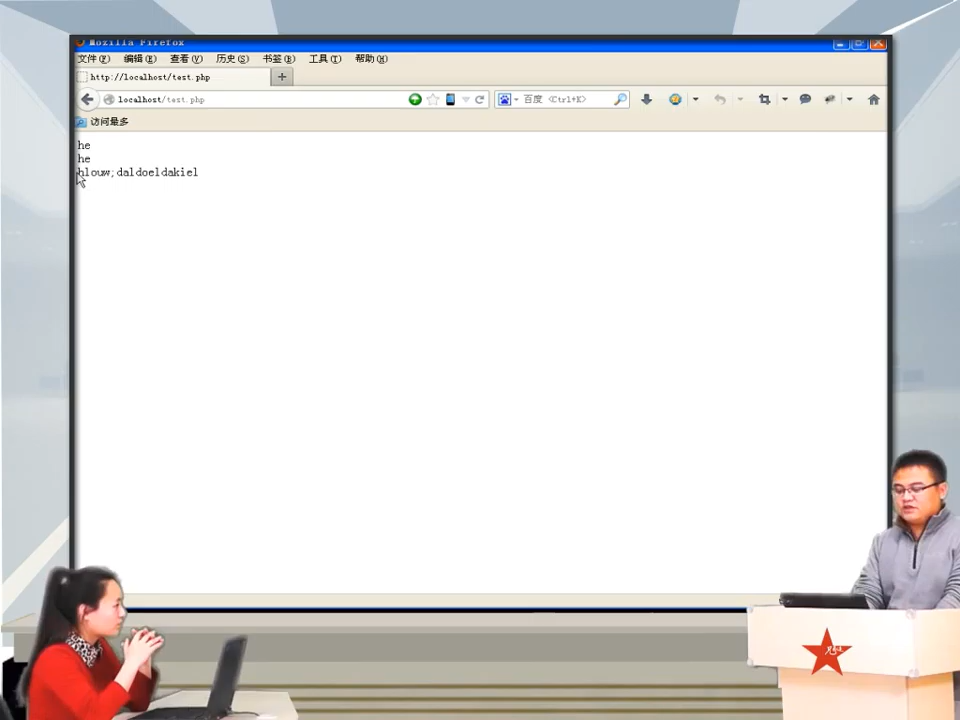 Mozilla Firefox
文件(F) 编辑(E) 查看(V) 历史(S) 书签(B) 工具(T) 帮助(H)
http://localhost/test.php +
localhost/test.php 百度 <Ctrl+K>
访问最多
he
he
hlouw;daldoeldakiel